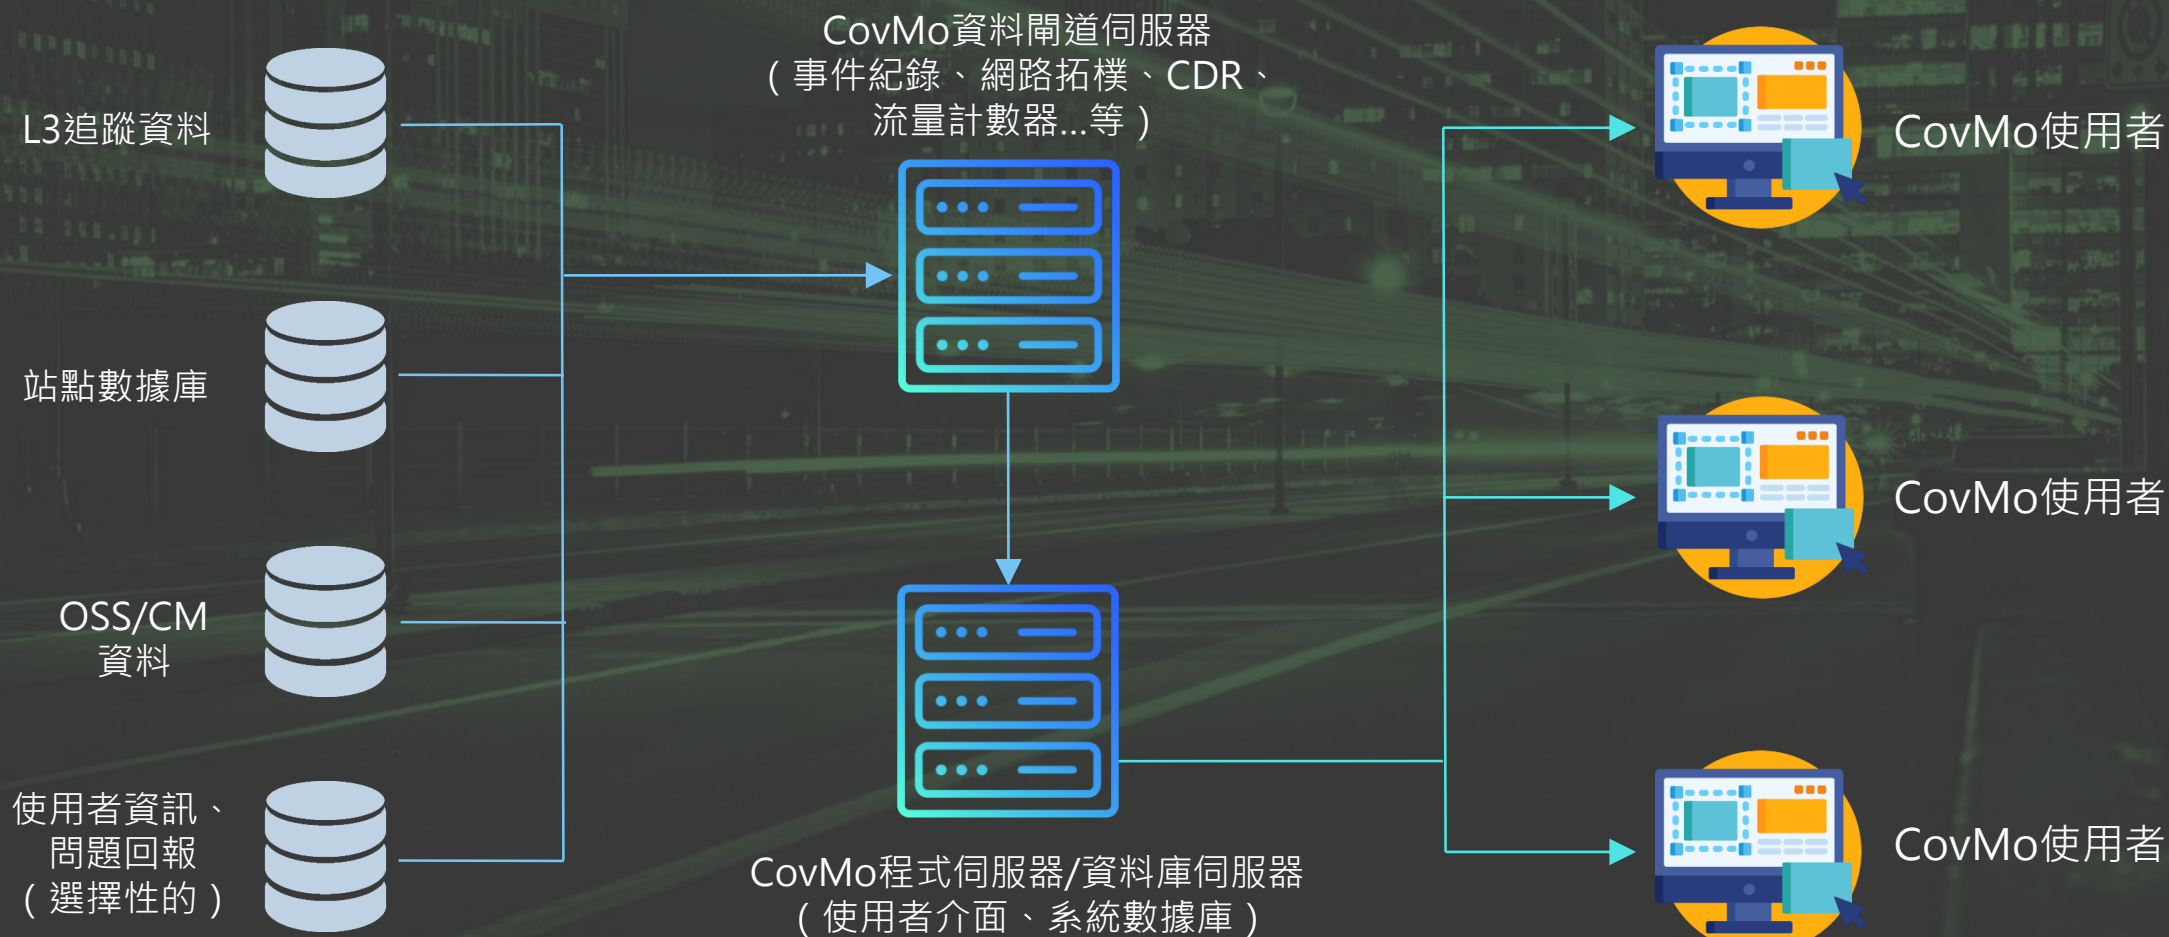 L3追蹤資料
站點數據庫
OSS/CM
資料
使用者資訊、
問題回報
（選擇性的）
CovMo資料閘道伺服器
（事件紀錄、網路拓樸、CDR、
流量計數器...等）
CovMo程式伺服器/資料庫伺服器
（使用者介面、系統數據庫）
CovMo使用者
CovMo使用者
CovMo使用者